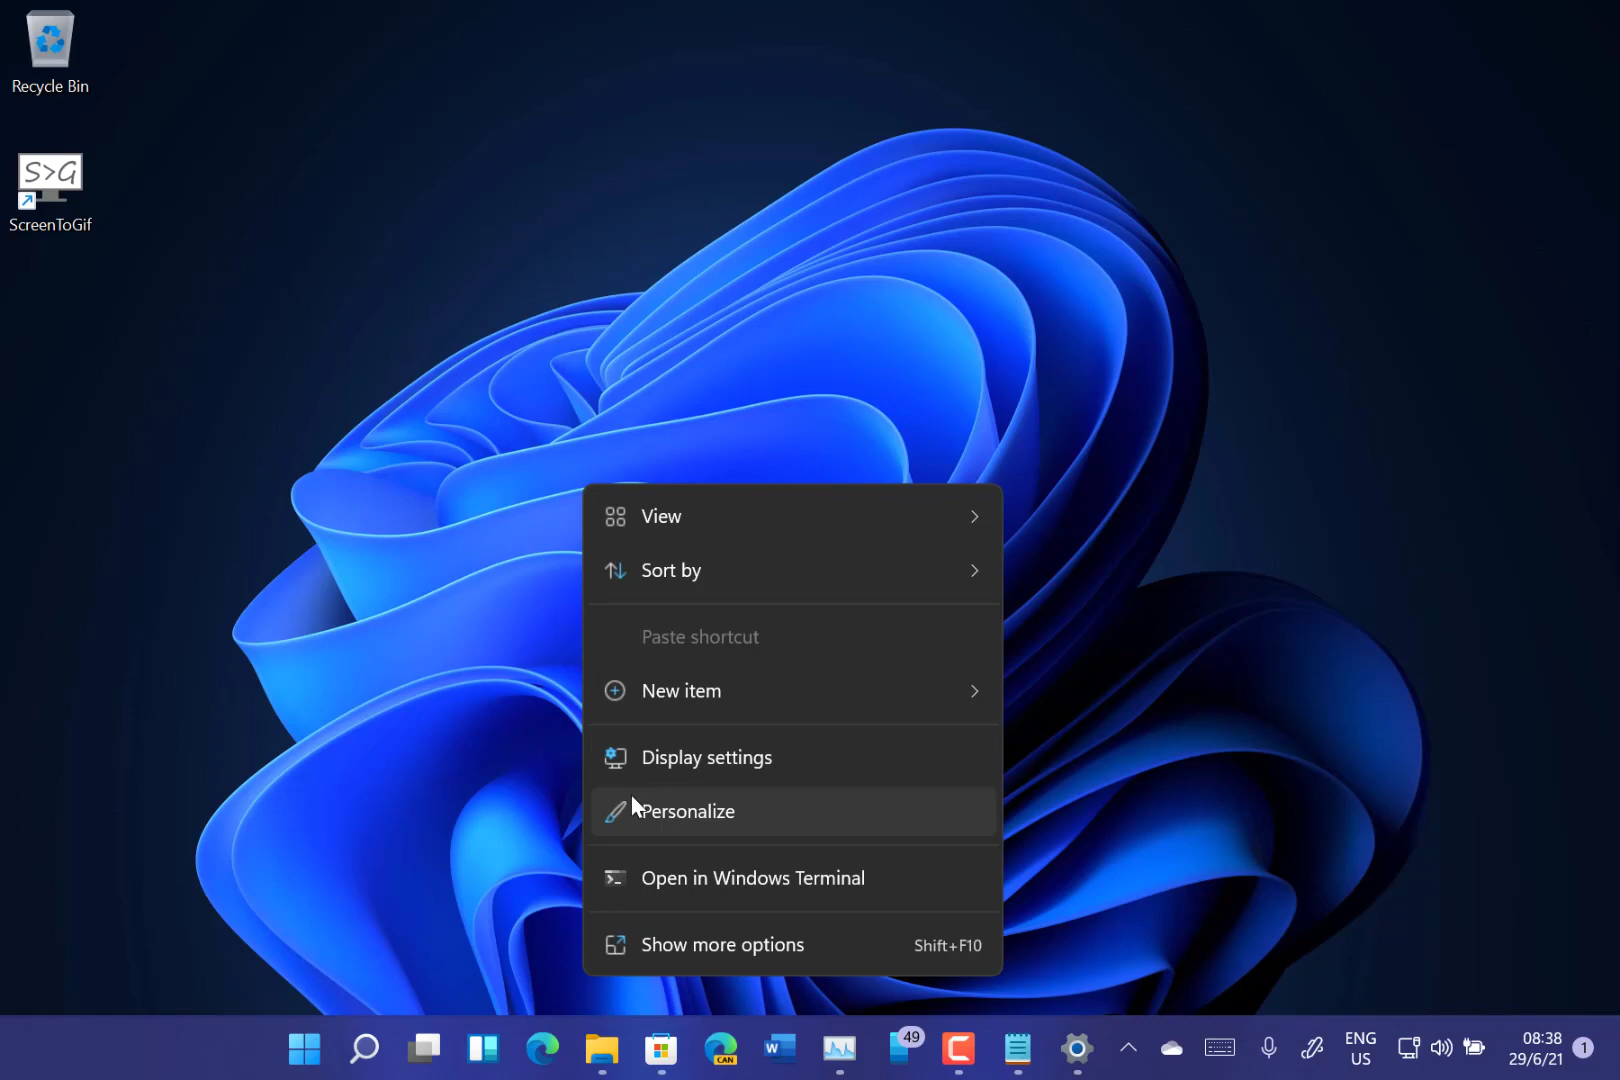 Recycle Bin
S>G
ScreenToGif
View
Sort by
Paste shortcut
New item
Display settings
Personalize
Open in Windows Terminal
Show more options Shift+F10
CAN
W
49
ENG
US
08:38
29/6/21
1